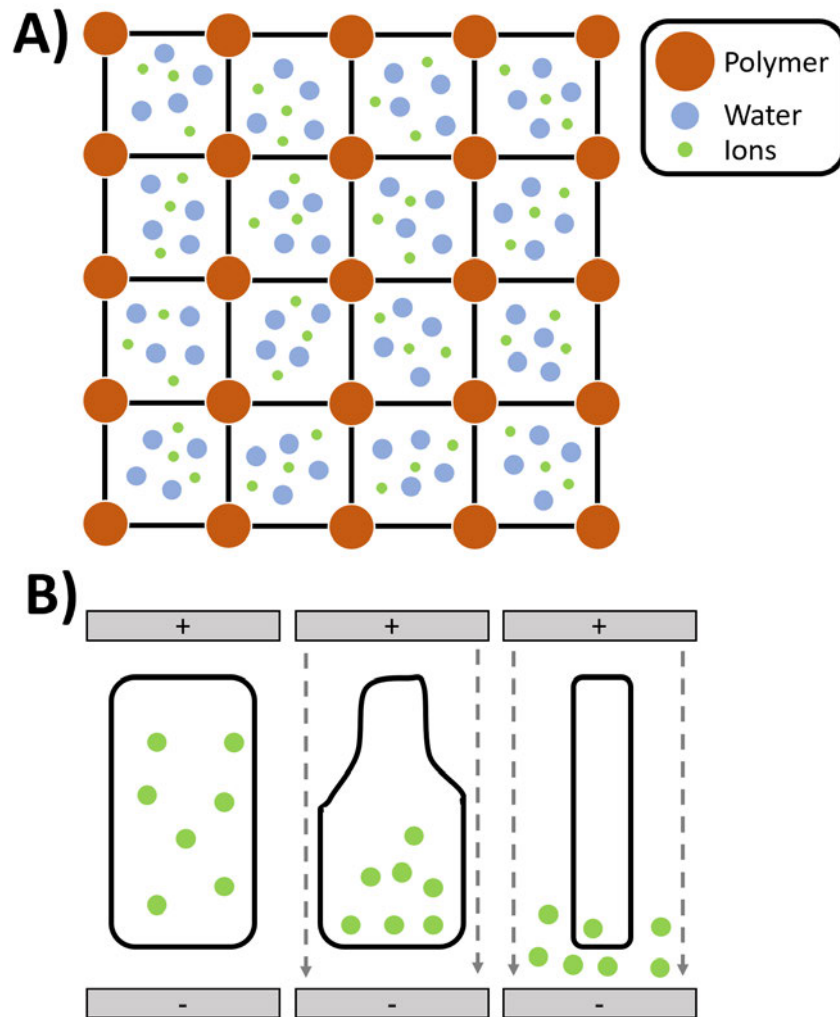 A)
Polymer
Water
Ions
B)
+ + +
- - -